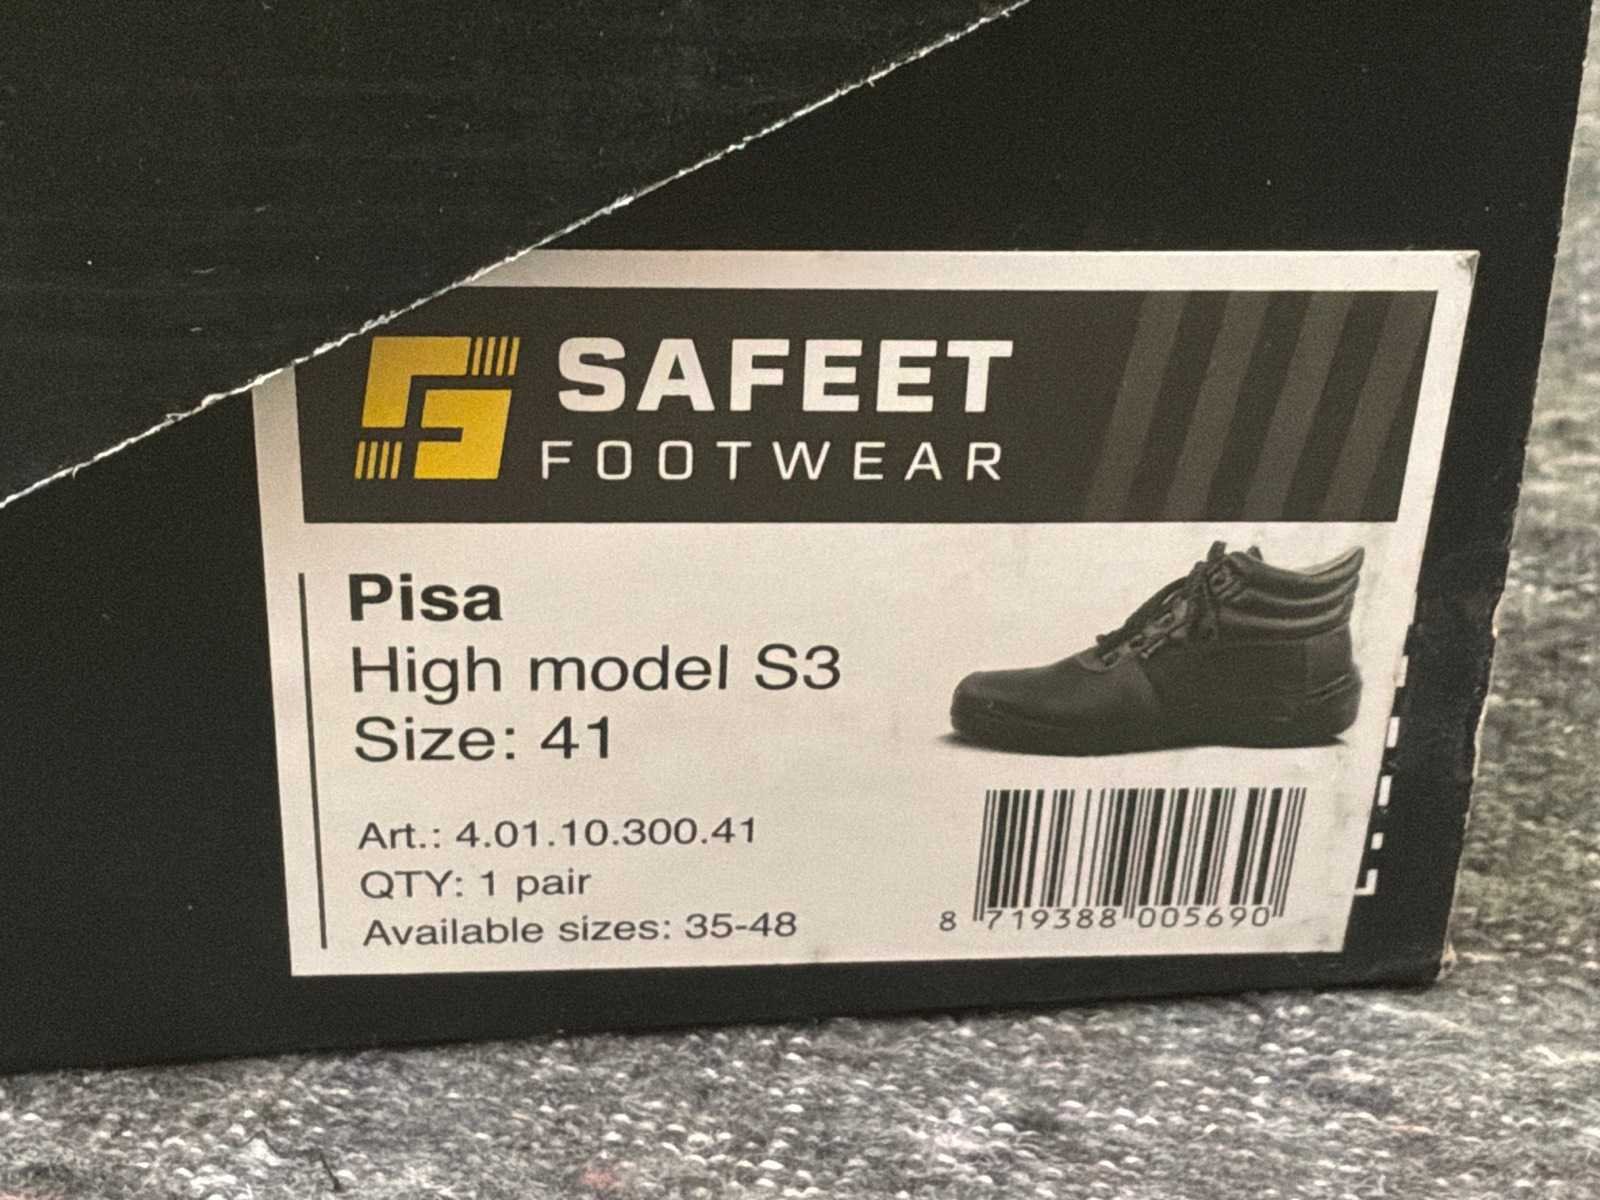 SAFEET
FOOTWEAR
Pisa
High model S3
Size: 41
Art.: 4.01.10.300.41
QTY: 1 pair
Available sizes: 35-48
8 719388 005690